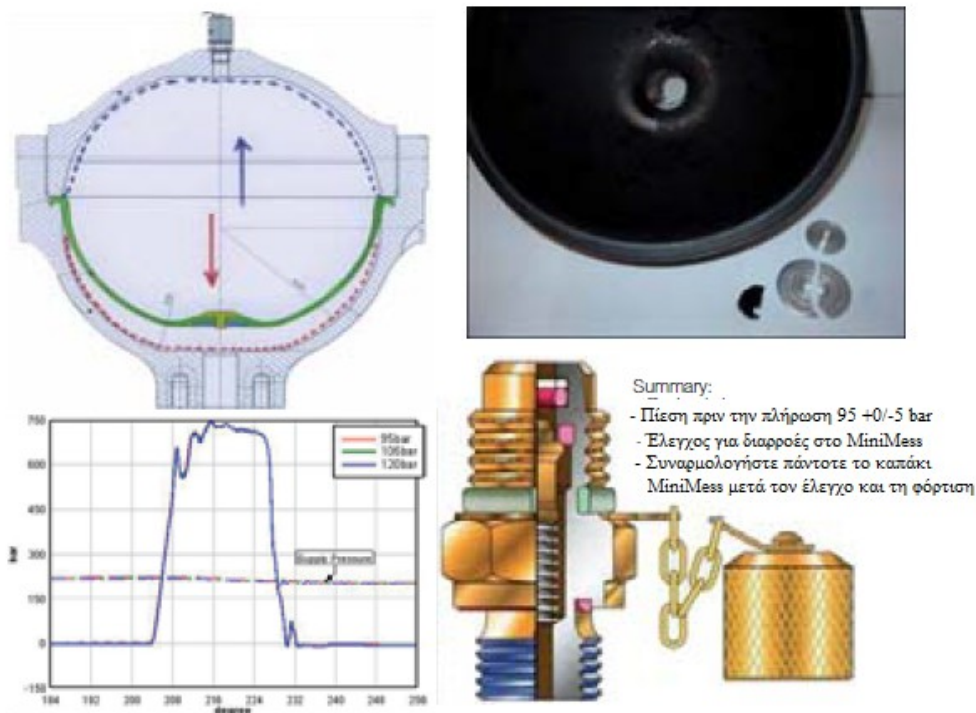 Summary:
- Πίεση πριν την πλήρωση 95 +0/-5 bar
- Έλεγχος για διαρροές στο MiniMess
- Συναρμολογήστε πάντοτε το καπάκι
MiniMess μετά τον έλεγχο και τη φόρτιση
750
600
450
300
150
0
-150
bar
95bar
106bar
120bar
Supply Pressure
184 192 200 208 216 224 232 240 248 256
degree